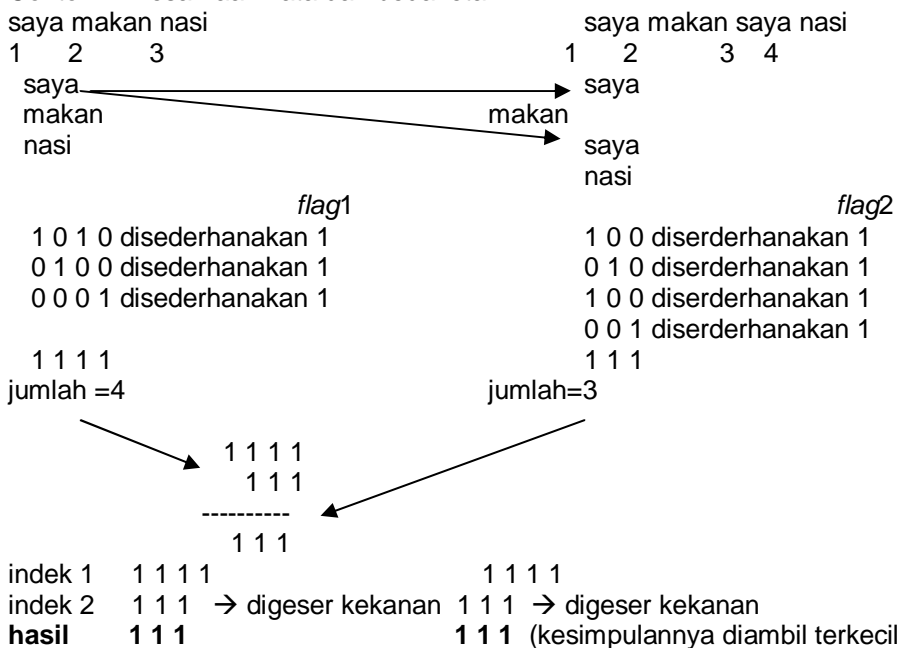 saya makan nasi saya makan saya nasi
1 2 3 1 2 3 4
saya saya
makan makan
nasi saya
nasi
flag1 flag2
1 0 1 0 disederhanakan 1 1 0 0 diserderhanakan 1
0 1 0 0 disederhanakan 1 0 1 0 diserderhanakan 1
0 0 0 1 disederhanakan 1 1 0 0 diserderhanakan 1
0 0 1 diserderhanakan 1
1 1 1 1 1 1 1
jumlah =4 jumlah=3
1 1 1 1
1 1 1
----------
1 1 1
indek 1 1 1 1 1 1 1 1 1
indek 2 1 1 1 → digeser kekanan 1 1 1 → digeser kekanan
hasil 1 1 1 1 1 1 (kesimpulannya diambil terkecil